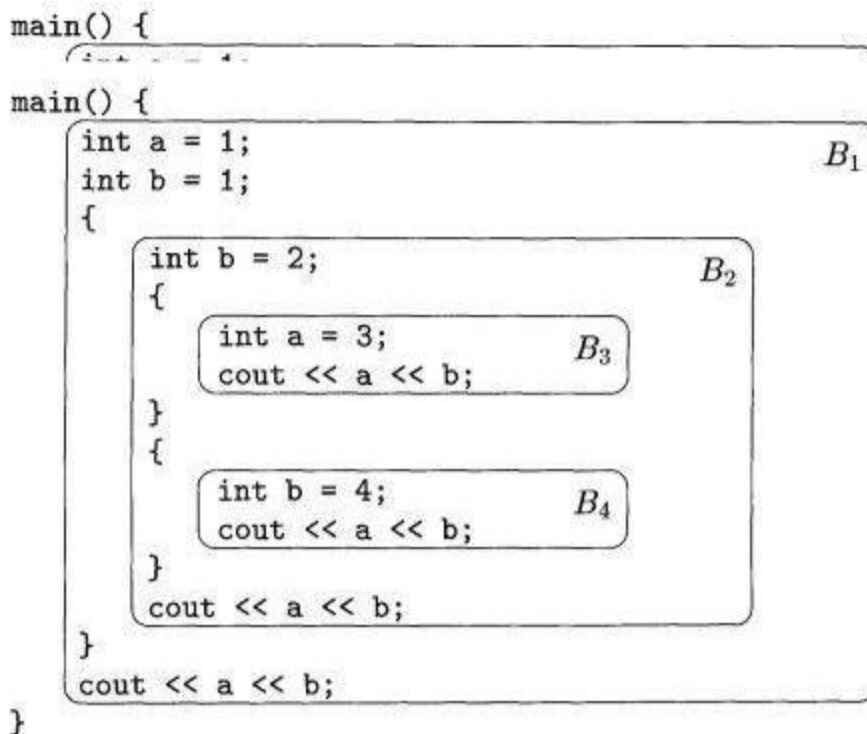 main() {
main() {
int a = 1;
int b = 1;
{
B1
int b = 2;
{
B2
int a = 3;
cout << a << b;
B3
}
{
int b = 4;
cout << a << b;
B4
}
cout << a << b;
}
cout << a << b;
}